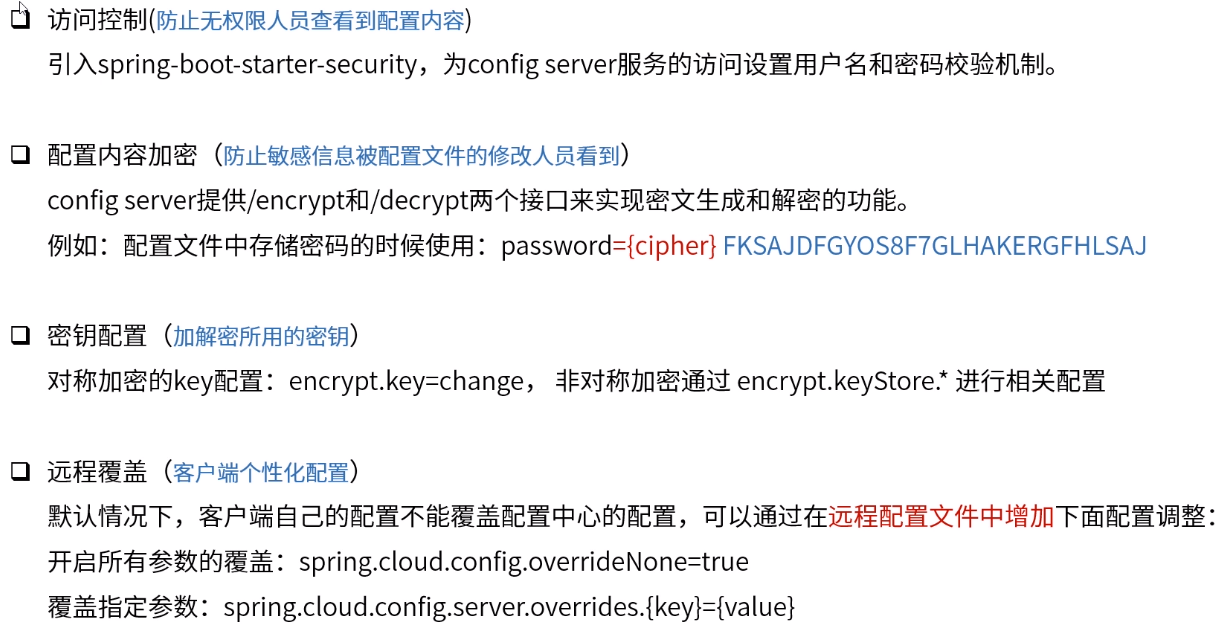 访问控制(防止无权限人员查看到配置内容)
引入spring-boot-starter-security，为config server服务的访问设置用户名和密码校验机制。
配置内容加密（防止敏感信息被配置文件的修改人员看到）
config server提供/encrypt和/decrypt两个接口来实现密文生成和解密的功能。
例如：配置文件中存储密码的时候使用：password={cipher} FKSAJDFGYOS8F7GLHAKERGFHLSAJ
密钥配置（加解密所用的密钥）
对称加密的key配置：encrypt.key=change， 非对称加密通过 encrypt.keyStore.* 进行相关配置
远程覆盖（客户端个性化配置）
默认情况下，客户端自己的配置不能覆盖配置中心的配置，可以通过在远程配置文件中增加下面配置调整：
开启所有参数的覆盖：spring.cloud.config.overrideNone=true
覆盖指定参数：spring.cloud.config.server.overrides.{key}={value}